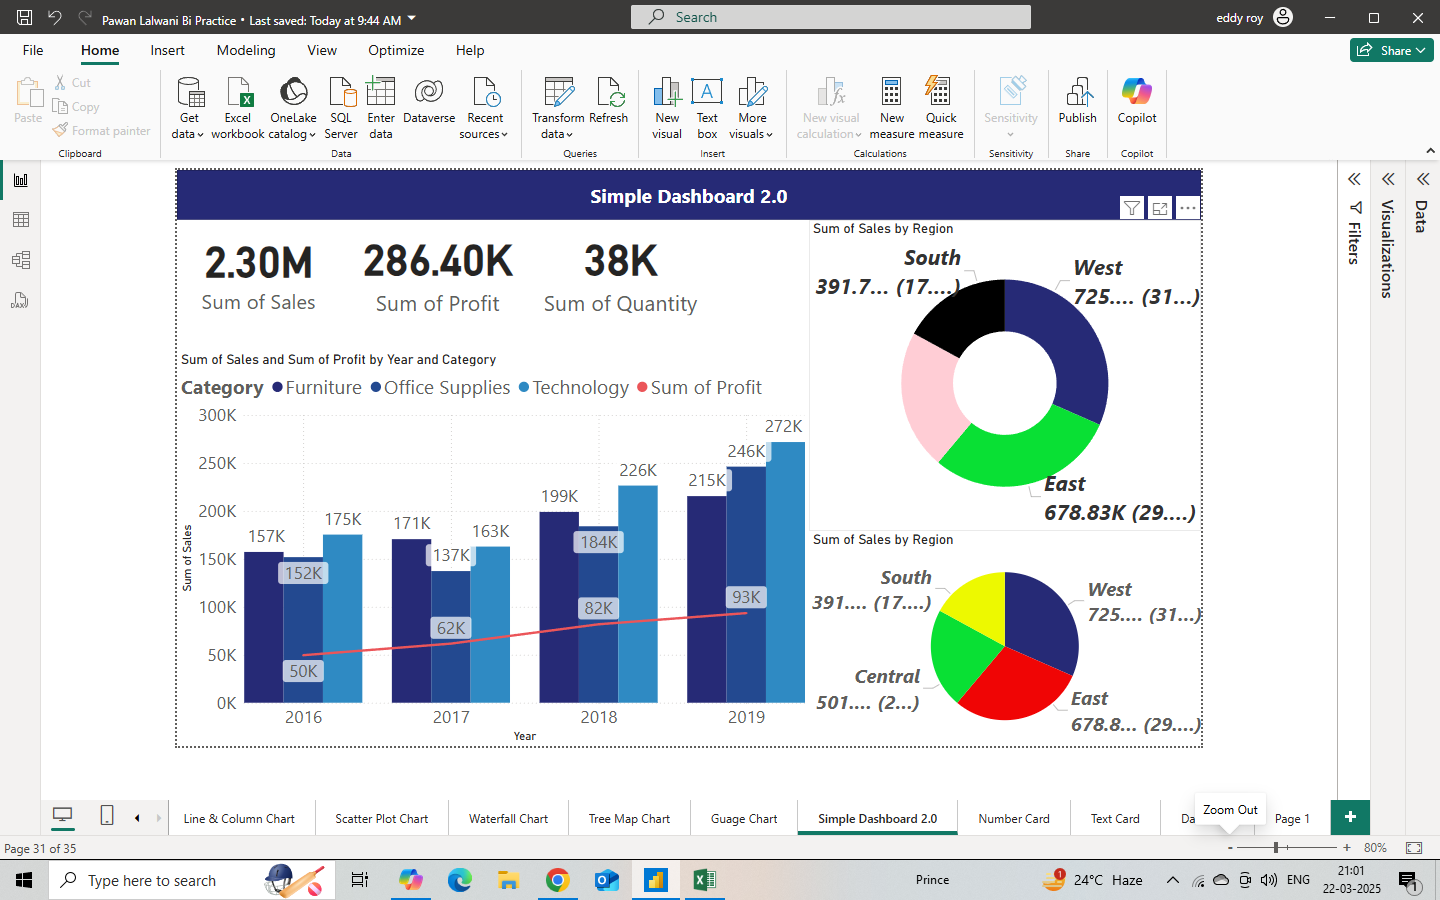 Pawan Lalwani Bi Practice • Last saved: Today at 9:44 AM
Search
eddy roy
File Home Insert Modeling View Optimize Help
Share
Paste
Cut
Copy
Format painter
Clipboard
Get data
Excel workbook
OneLake catalog
SQL Server
Enter data
Dataverse
Recent sources
Data
Transform data
Refresh
Queries
New visual
Text box
More visuals
Insert
New visual calculation
New measure
Quick measure
Calculations
Sensitivity
Sensitivity
Publish
Share
Copilot
Copilot
Simple Dashboard 2.0
2.30M
Sum of Sales
286.40K
Sum of Profit
38K
Sum of Quantity
Sum of Sales and Sum of Profit by Year and Category
Category Furniture Office Supplies Technology Sum of Profit
300K
250K
200K
150K
100K
50K
0K
Sum of Sales
157K
152K
175K
50K
171K
137K
163K
62K
199K
184K
226K
82K
215K
246K
272K
93K
2016 2017 2018 2019
Year
Sum of Sales by Region
South
391.7... (17....)
West
725.... (31...)
East
678.83K (29....)
Sum of Sales by Region
South
391.... (17....)
West
725.... (31...)
Central
501.... (2...)
East
678.8... (29....)
Filters
Visualizations
Data
DAX
Line & Column Chart
Scatter Plot Chart
Waterfall Chart
Tree Map Chart
Guage Chart
Simple Dashboard 2.0
Number Card
Text Card
Da
Page 1
Zoom Out
Page 31 of 35
- + 80%
Type here to search
Prince
1
24°C Haze
ENG
21:01
22-03-2025
1